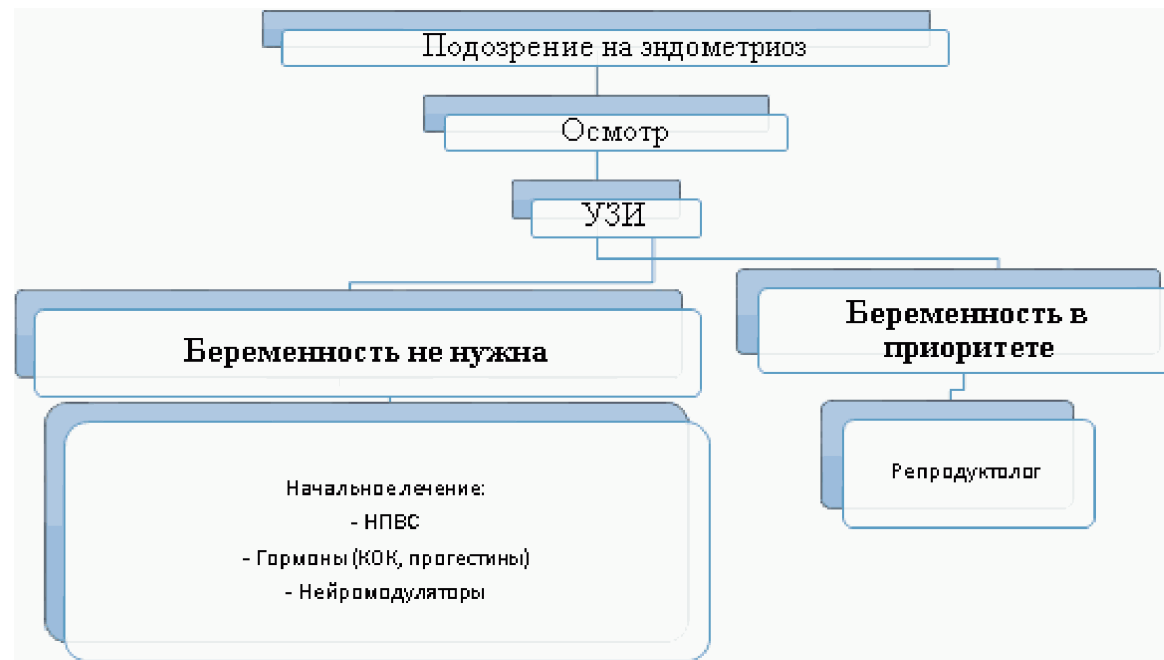 Подозрение на эндометриоз
Осмотр
УЗИ
Беременность не нужна
Беременность в
приоритете
Начальное лечение:
- НПВС
- Гормоны (КОК, прогестины)
- Нейромодуляторы
Репродуктолог